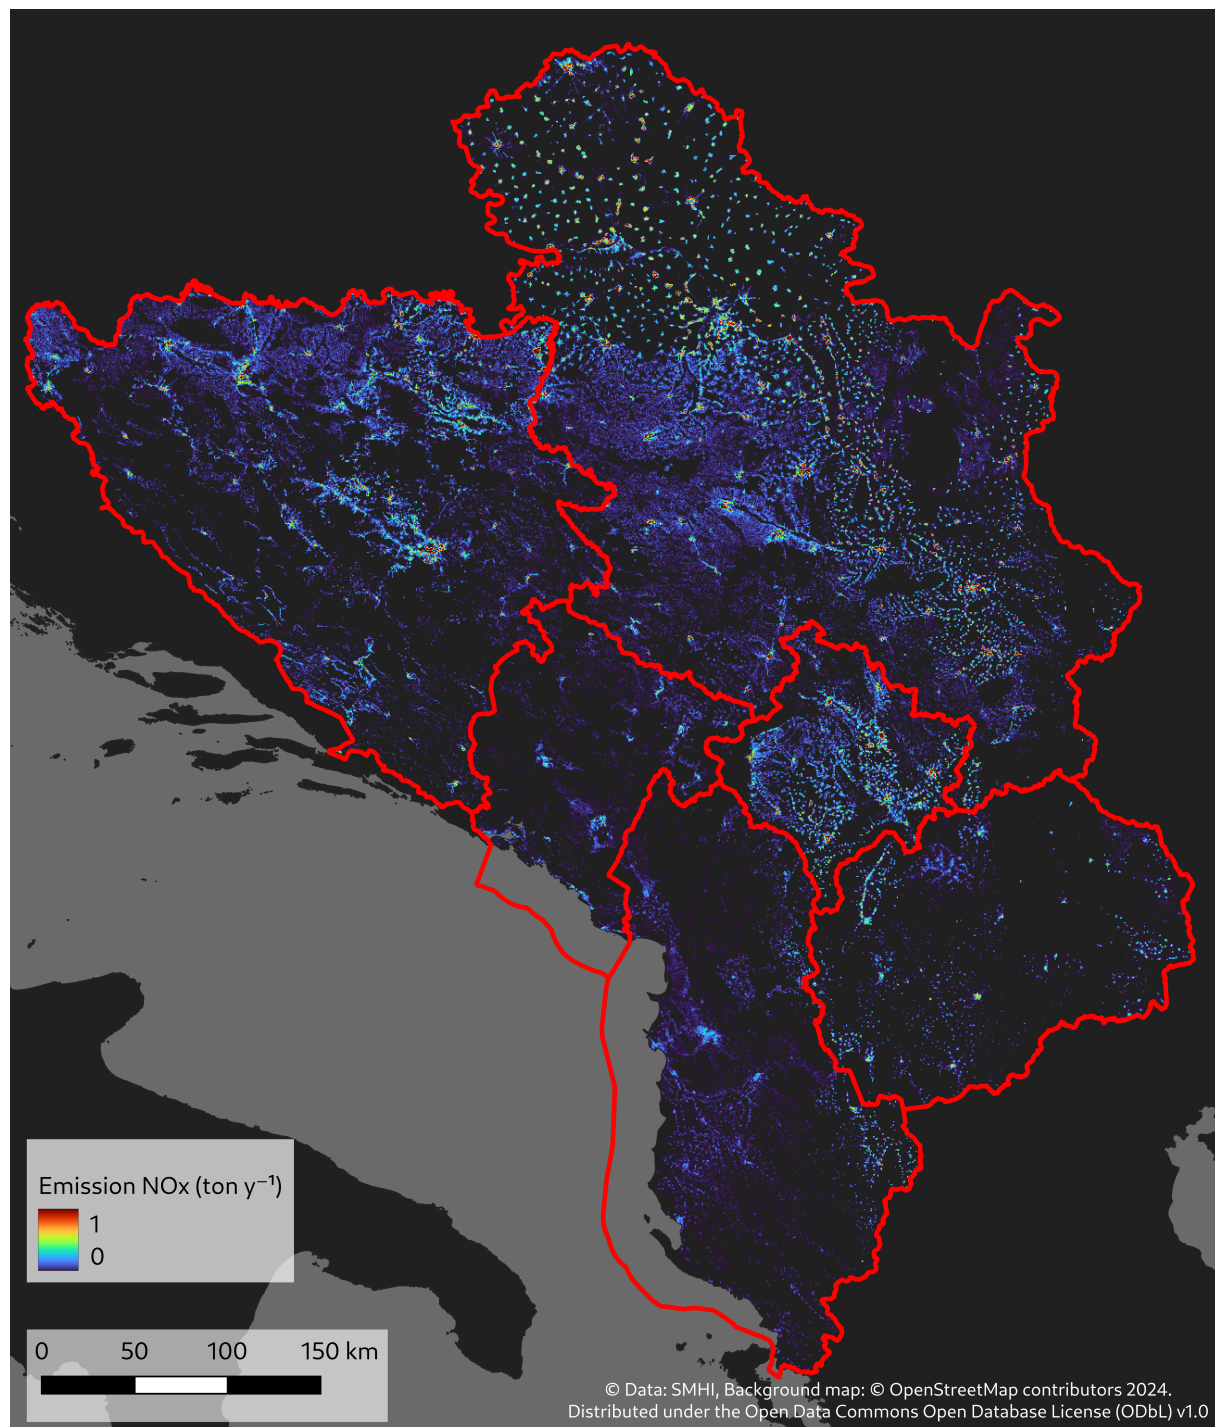 Emission NOx (ton y⁻¹)
1
0
0 50 100 150 km
© Data: SMHI, Background map: © OpenStreetMap contributors 2024.
Distributed under the Open Data Commons Open Database License (ODbL) v1.0